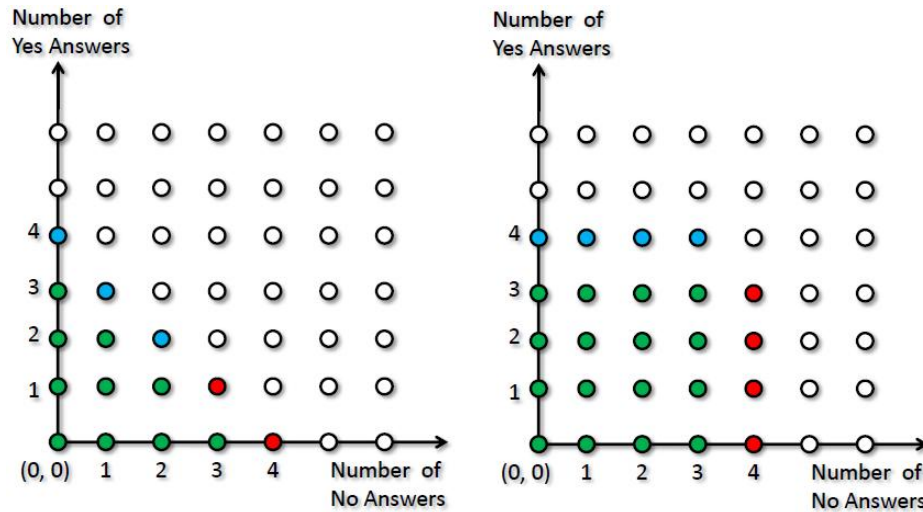 Number of
Yes Answers
4
3
2
1
(0, 0) 1 2 3 4 Number of
No Answers
Number of
Yes Answers
4
3
2
1
(0, 0) 1 2 3 4 Number of
No Answers